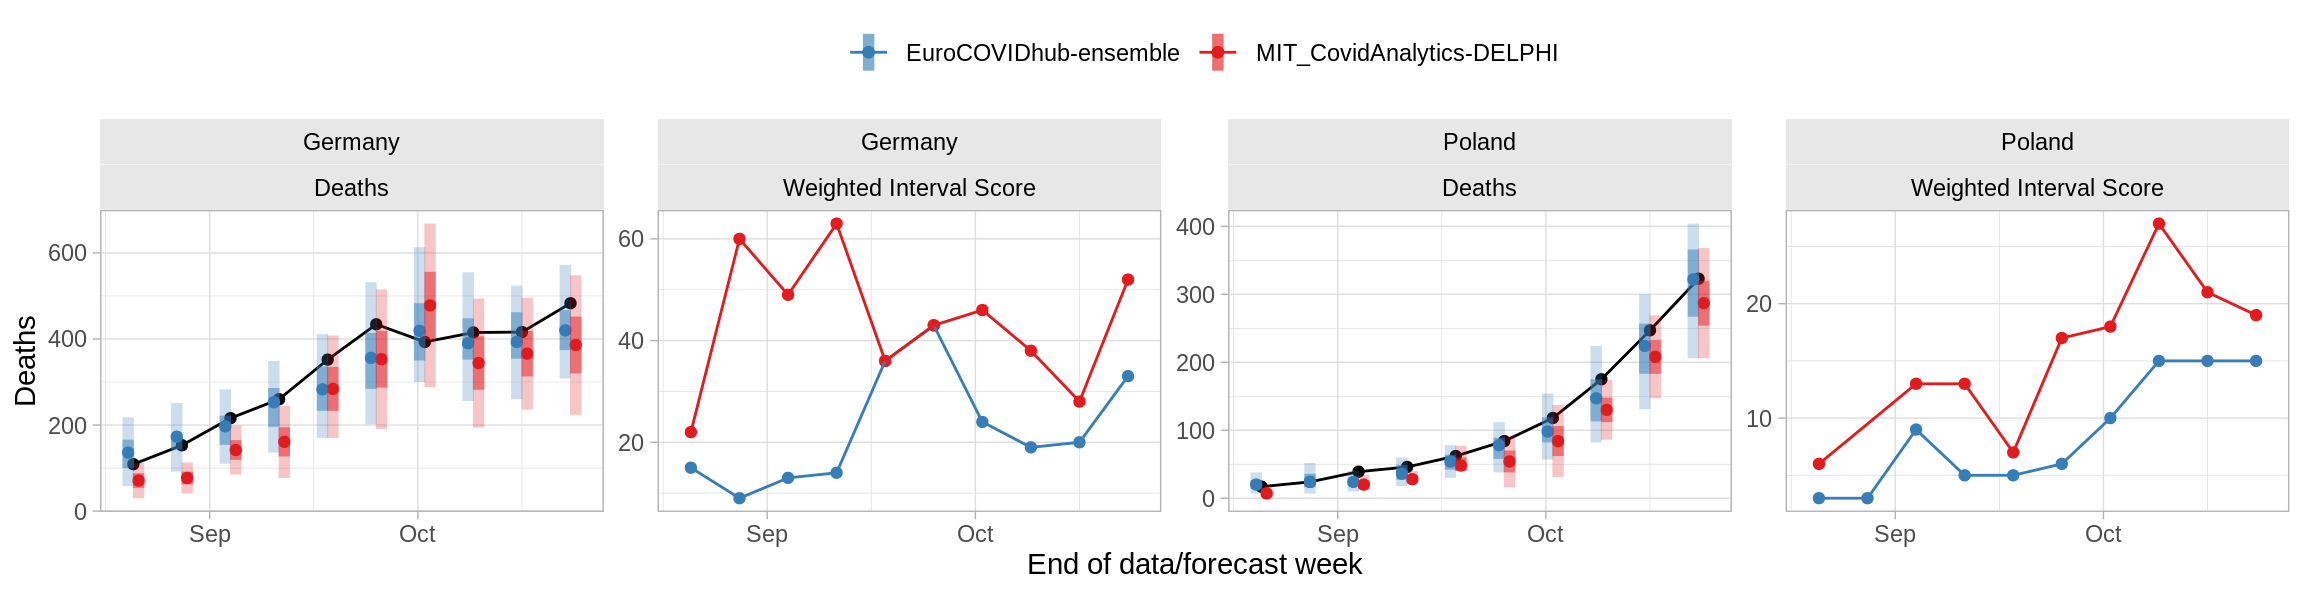 EuroCOVIDhub-ensemble MIT_CovidAnalytics-DELPHI
Germany Germany Poland Poland
Deaths Weighted Interval Score Deaths Weighted Interval Score
Deaths
600
400
200
0
Sep Oct
60
40
20
Sep Oct
400
300
200
100
0
Sep Oct
20
10
Sep Oct
End of data/forecast week